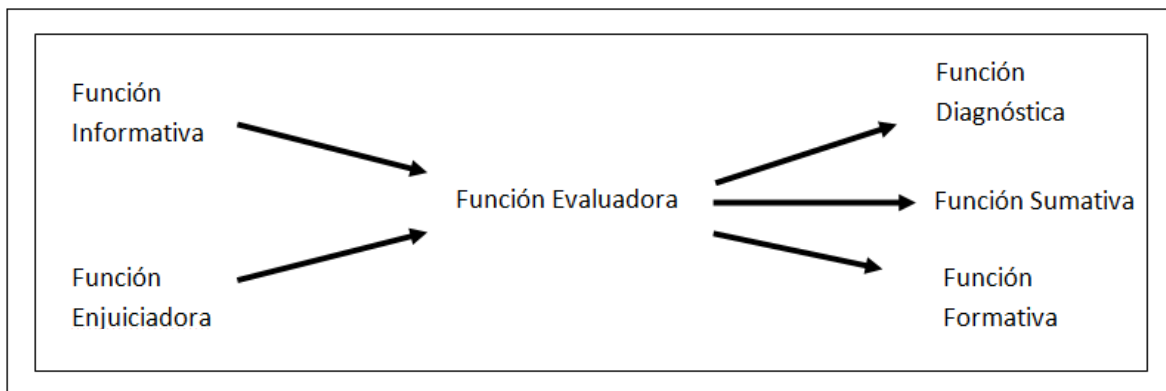 Función
Informativa
Función
Enjuiciadora
Función Evaluadora
Función
Diagnóstica
Función Sumativa
Función
Formativa